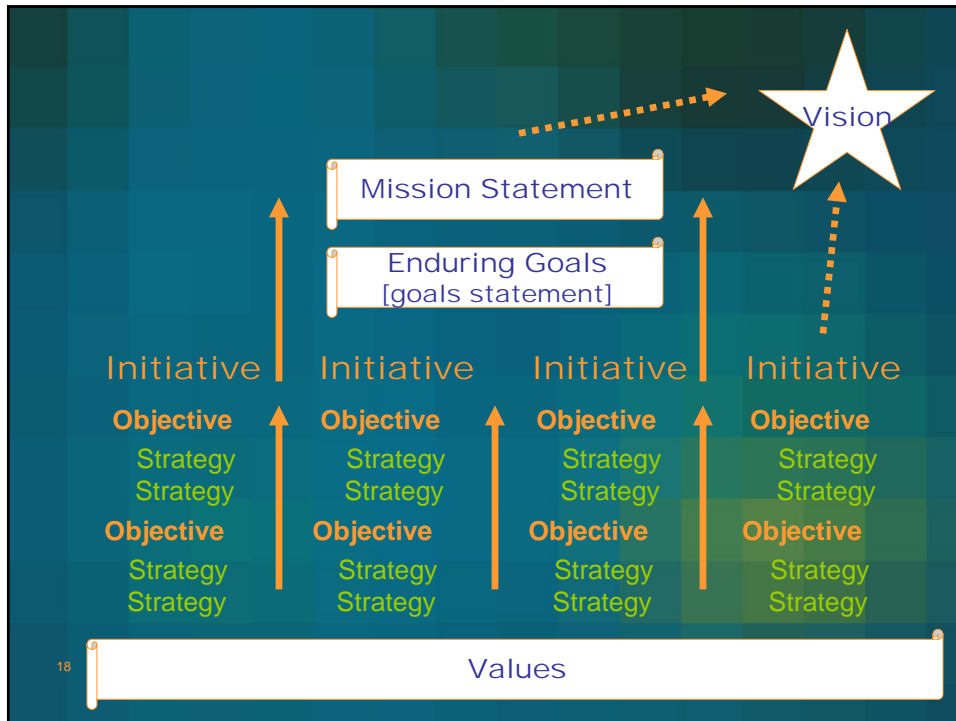 Vision
Mission Statement
Enduring Goals
[goals statement]
Initiative Initiative Initiative Initiative
Objective Objective Objective Objective
Strategy Strategy Strategy Strategy
Strategy Strategy Strategy Strategy
Objective Objective Objective Objective
Strategy Strategy Strategy Strategy
Strategy Strategy Strategy Strategy
18
Values